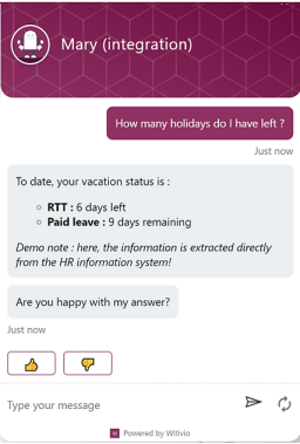 Mary (integration)
How many holidays do I have left ?
Just now
To date, your vacation status is :
RTT : 6 days left
Paid leave : 9 days remaining
Demo note : here, the information is extracted directly
from the HR information system!
Are you happy with my answer?
Just now
Type your message
Powered by Witivio